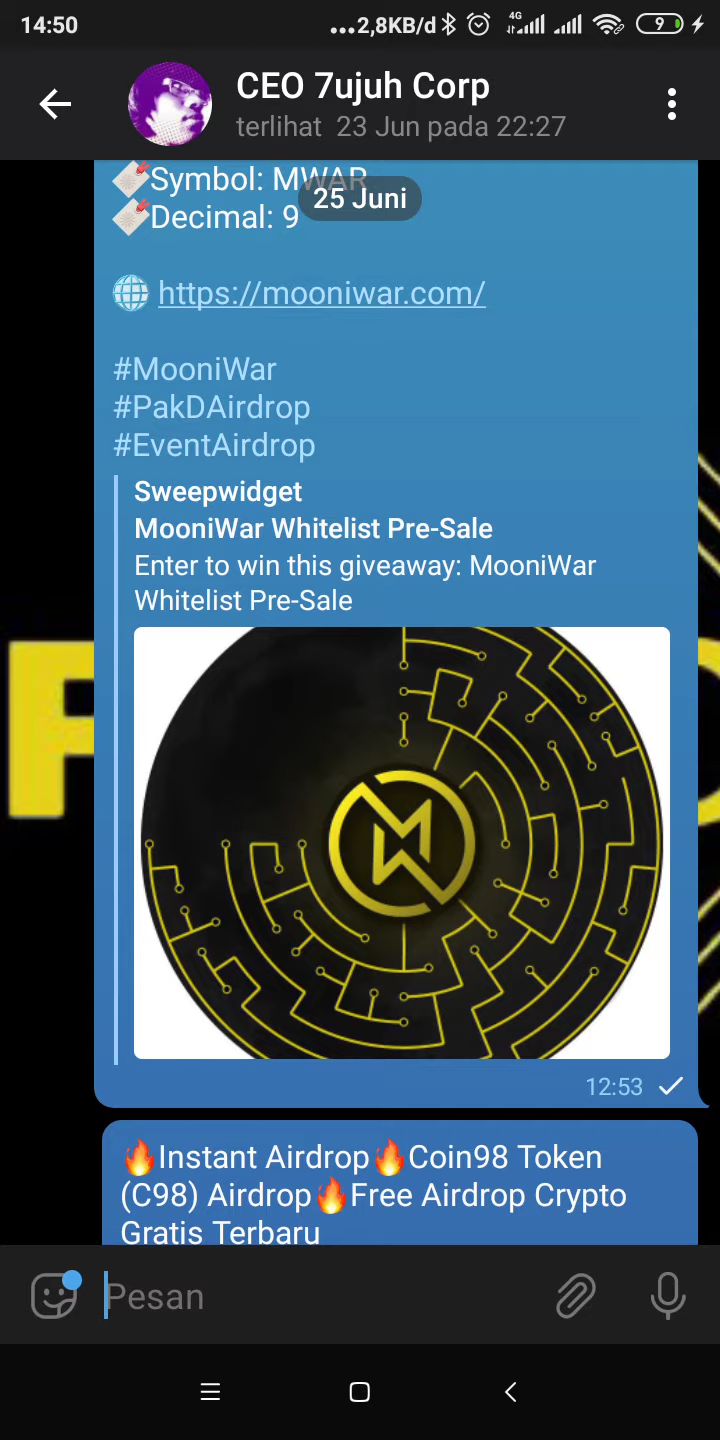 14:50
...2,8KB/d
4G
9
CEO 7ujuh Corp
terlihat 23 Jun pada 22:27
Symbol: MWAR
25 Juni
Decimal: 9
https://mooniwar.com/
#MooniWar
#PakDAirdrop
#EventAirdrop
Sweepwidget
MooniWar Whitelist Pre-Sale
Enter to win this giveaway: MooniWar
Whitelist Pre-Sale
12:53
🔥Instant Airdrop🔥Coin98 Token
(C98) Airdrop🔥Free Airdrop Crypto
Gratis Terbaru
Pesan